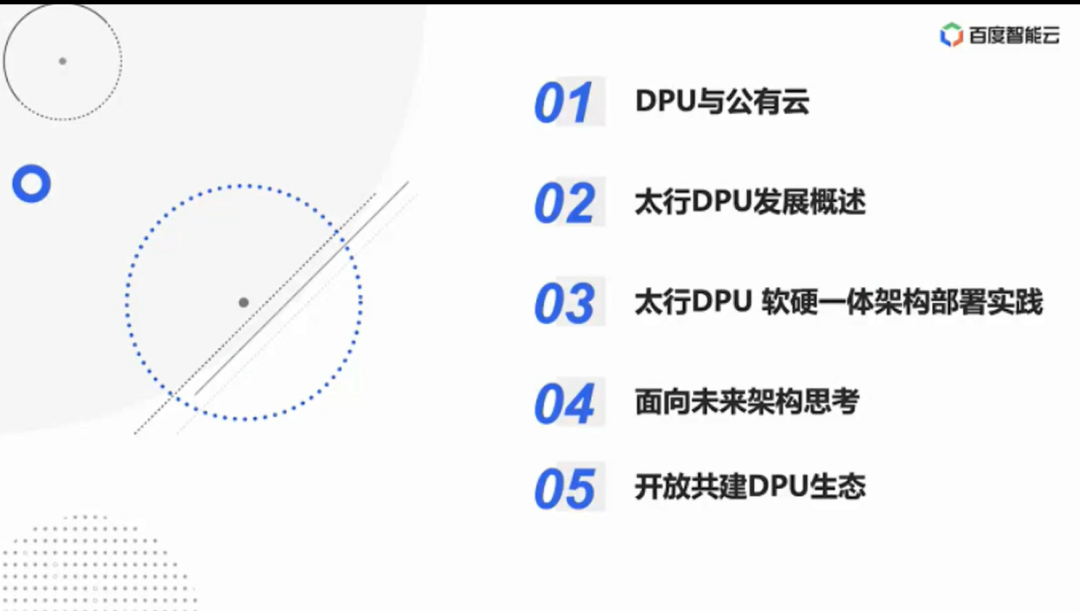 百度智能云
01 DPU与公有云
02 太行DPU发展概述
03 太行DPU 软硬一体架构部署实践
04 面向未来架构思考
05 开放共建DPU生态